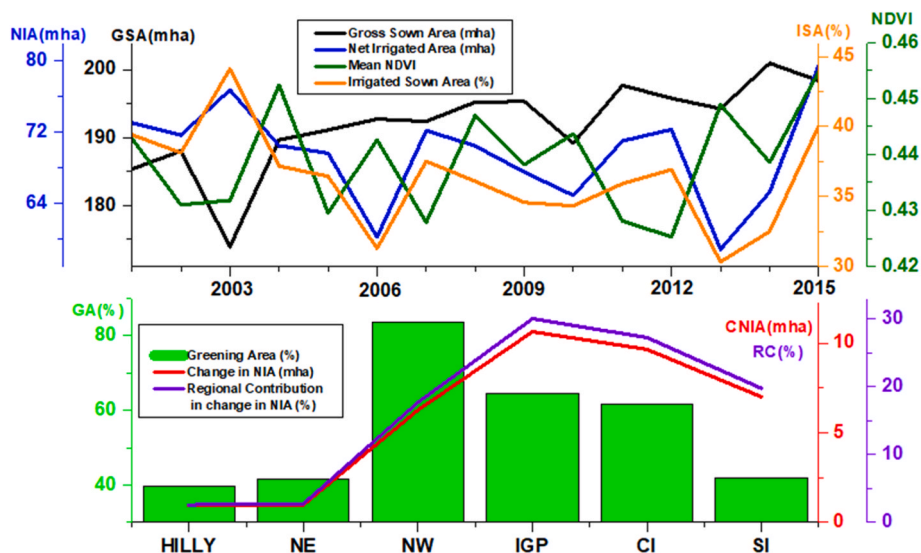 NIA(mha) GSA(mha) ISA(%) NDVI
Gross Sown Area (mha)
Net Irrigated Area (mha)
Mean NDVI
Irrigated Sown Area (%)
80 200 45 0.46
40 0.45
72 190 0.44
64 180 35 0.43
30 0.42
2003 2006 2009 2012 2015
GA(%) CNIA(mha)
RC(%)
Greening Area (%)
Change in NIA (mha)
Regional Contribution
in change in NIA (%)
80 10 30
60 5 20
40 10
0 0
HILLY NE NW IGP CI SI